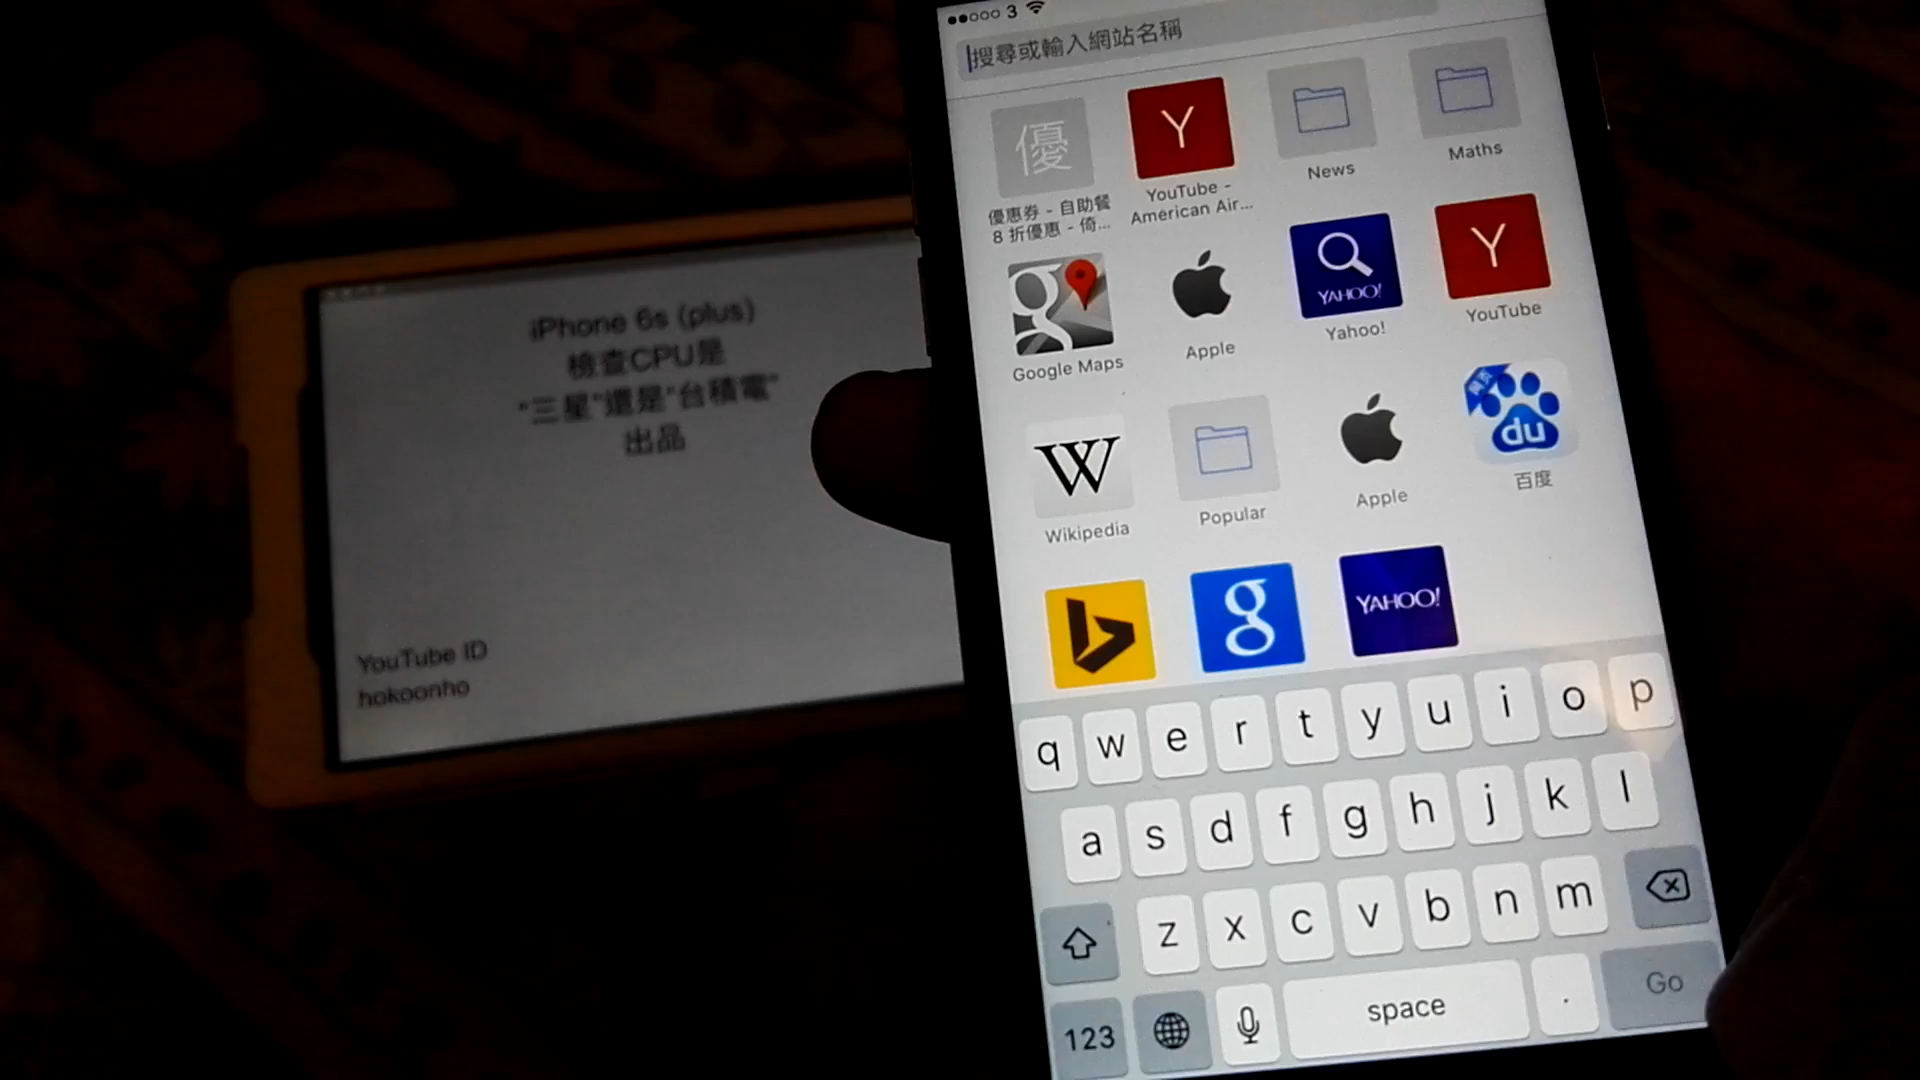 iPhone 6s (plus)
檢查CPU是
"三星"還是"台積電"
出品
YouTube ID
hokoonho
3
搜尋或輸入網站名稱
優
優惠券 - 自助餐
8 折優惠 - 倚...
Y
YouTube -
American Air...
News
Maths
g
Google Maps
Apple
YAHOO!
Yahoo!
Y
YouTube
W
Wikipedia
Popular
Apple
網頁
du
百度
g
YAHOO!
q w e r t y u i o p
a s d f g h j k l
z x c v b n m
123 space . Go